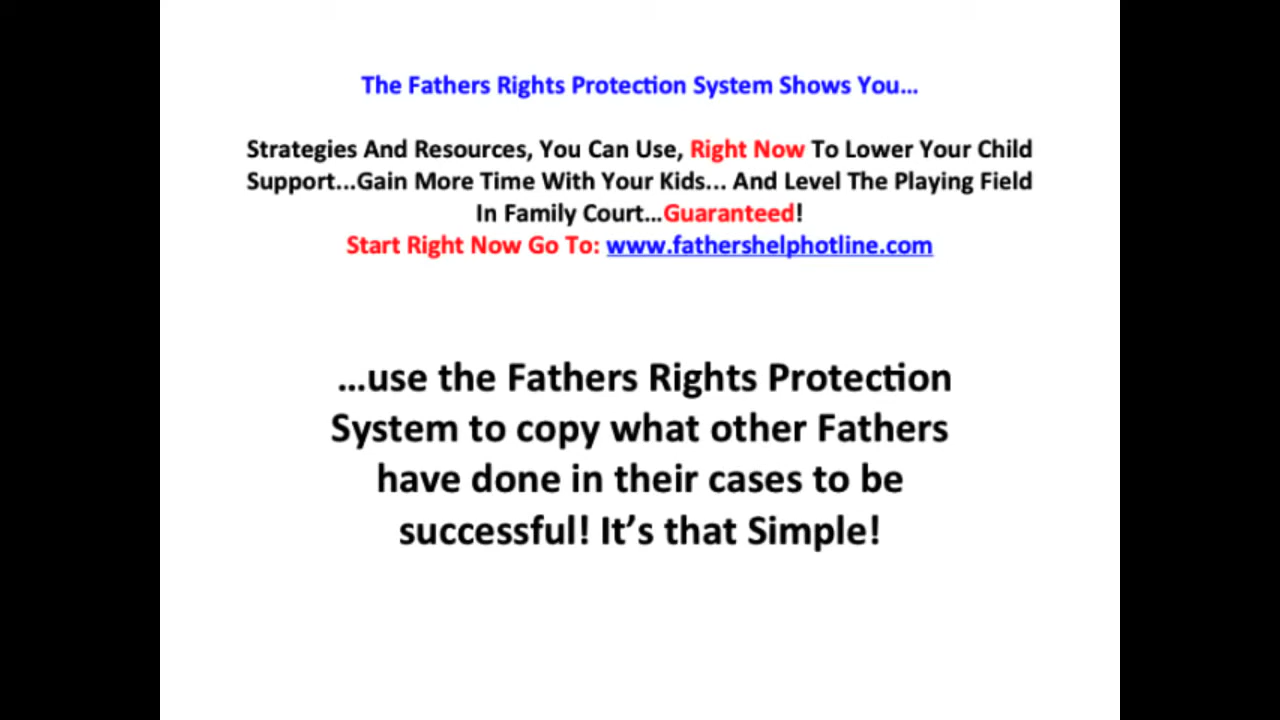 The Fathers Rights Protection System Shows You…
Strategies And Resources, You Can Use, Right Now To Lower Your Child
Support...Gain More Time With Your Kids... And Level The Playing Field
In Family Court…Guaranteed!
Start Right Now Go To: www.fathershelphotline.com
…use the Fathers Rights Protection
System to copy what other Fathers
have done in their cases to be
successful! It’s that Simple!